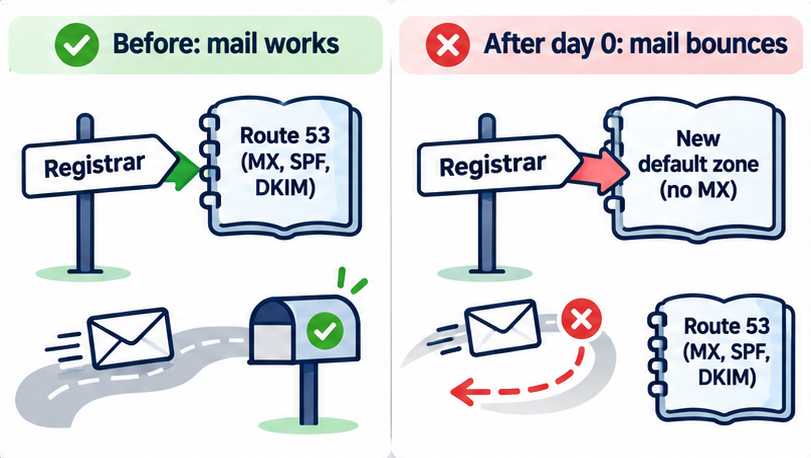 Before: mail works
Registrar
Route 53
(MX, SPF,
DKIM)
After day 0: mail bounces
Registrar
New
default zone
(no MX)
Route 53
(MX, SPF,
DKIM)